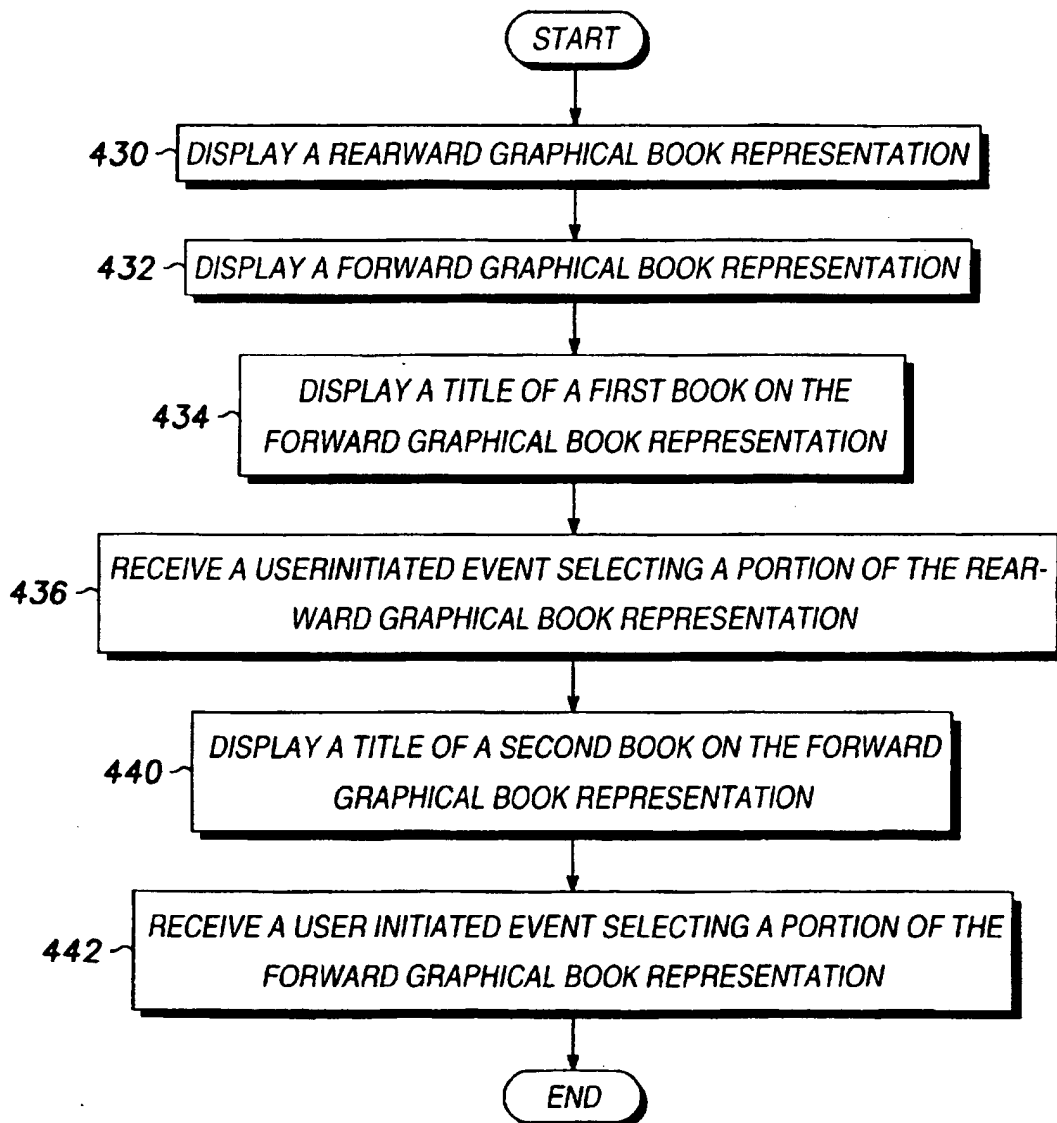 START
430 DISPLAY A REARWARD GRAPHICAL BOOK REPRESENTATION
432 DISPLAY A FORWARD GRAPHICAL BOOK REPRESENTATION
DISPLAY A TITLE OF A FIRST BOOK ON THE
434
FORWARD GRAPHICAL BOOK REPRESENTATION
RECEIVE A USERINITIATED EVENT SELECTING A PORTION OF THE REAR-
436
WARD GRAPHICAL BOOK REPRESENTATION
DISPLAY A TITLE OF A SECOND BOOK ON THE FORWARD
440
GRAPHICAL BOOK REPRESENTATION
RECEIVE A USER INITIATED EVENT SELECTING A PORTION OF THE
442
FORWARD GRAPHICAL BOOK REPRESENTATION
END